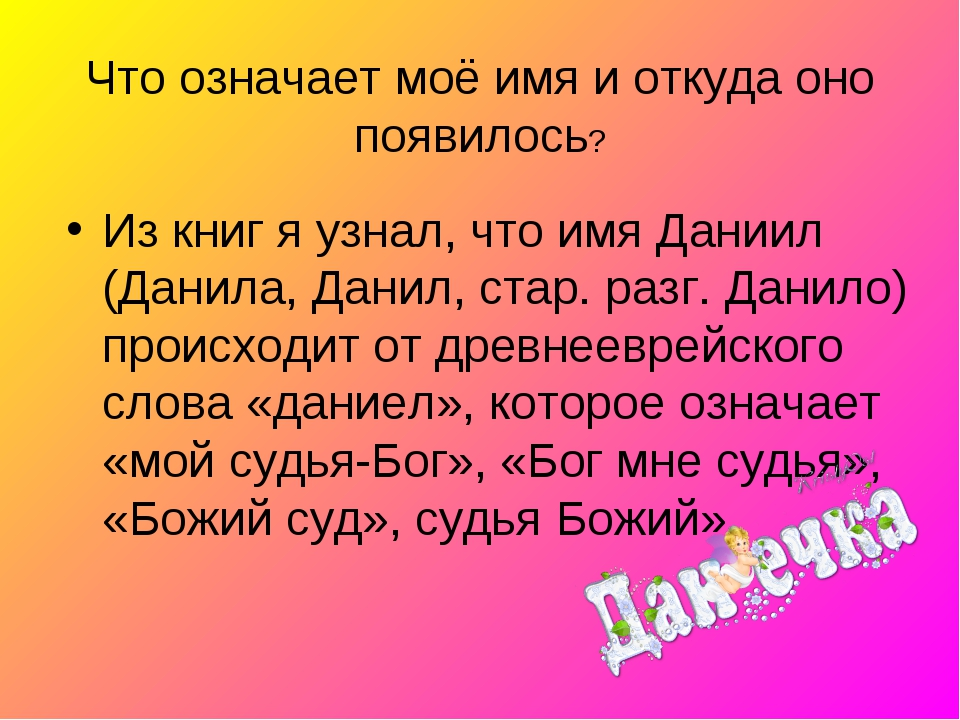 Что означает моё имя и откуда оно
появилось?
• Из книг я узнал, что имя Даниил
(Данила, Данил, стар. разг. Данило)
происходит от древнееврейского
слова «даниел», которое означает
«мой судья-Бог», «Бог мне судья»,
«Божий суд», судья Божий»
Данечка